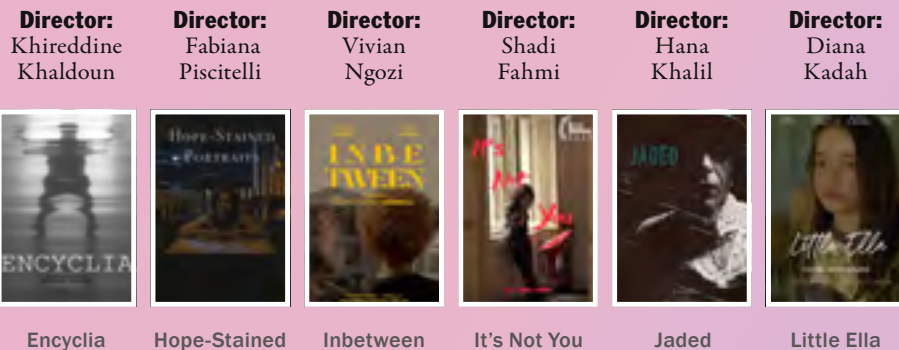 Director:
Khireddine
Khaldoun
Director:
Fabiana
Piscitelli
Director:
Vivian
Ngozi
Director:
Shadi
Fahmi
Director:
Hana
Khalil
Director:
Diana
Kadah
ENCYCLIA
HOPE-STAINED
PORTRAITS
INBE
TWEEN
It's
Not
You
JADED
Little Ella
Encyclia
Hope-Stained
Inbetween
It's Not You
Jaded
Little Ella